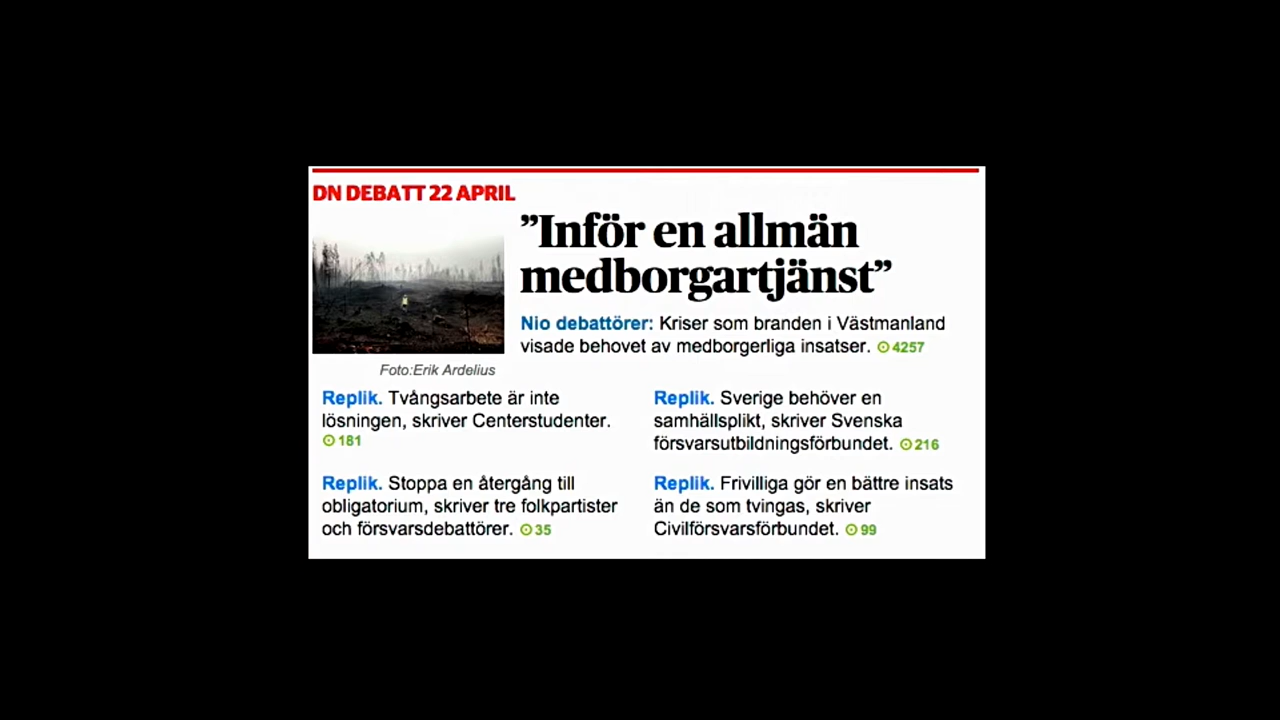 DN DEBATT 22 APRIL
”Inför en allmän
medborgartjänst”
Nio debattörer: Kriser som branden i Västmanland
visade behovet av medborgerliga insatser. 4257
Foto:Erik Ardelius
Replik. Tvångsarbete är inte
lösningen, skriver Centerstudenter.
181
Replik. Sverige behöver en
samhällsplikt, skriver Svenska
försvarsutbildningsförbundet. 216
Replik. Stoppa en återgång till
obligatorium, skriver tre folkpartister
och försvarsdebattörer. 35
Replik. Frivilliga gör en bättre insats
än de som tvingas, skriver
Civilförsvarsförbundet. 99